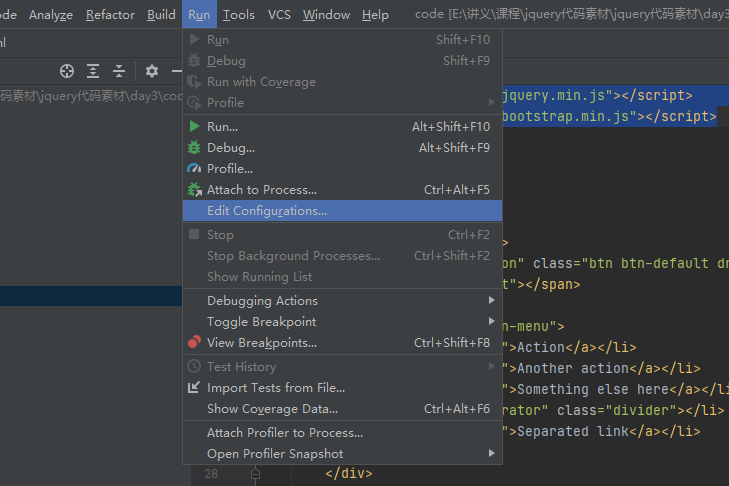 ode Analyze Refactor Build Run Tools VCS Window Help code [E:\讲义\课程\jquery代码素材\jquery代码素材\day3
ml
码素材\jquery代码素材\day3\cod
Run Shift+F10
Debug Shift+F9
Run with Coverage
Profile
Run... Alt+Shift+F10
Debug... Alt+Shift+F9
Profile...
Attach to Process... Ctrl+Alt+F5
Edit Configurations...
Stop Ctrl+F2
Stop Background Processes... Ctrl+Shift+F2
Show Running List
Debugging Actions
Toggle Breakpoint
View Breakpoints... Ctrl+Shift+F8
Test History
Import Tests from File...
Show Coverage Data... Ctrl+Alt+F6
Attach Profiler to Process...
Open Profiler Snapshot
jquery.min.js"></script>
bootstrap.min.js"></script>
>
on" class="btn btn-default dr
t"></span>
n-menu">
">Action</a></li>
">Another action</a></li>
">Something else here</a></l
rator" class="divider"></li>
">Separated link</a></li>
28 </div>